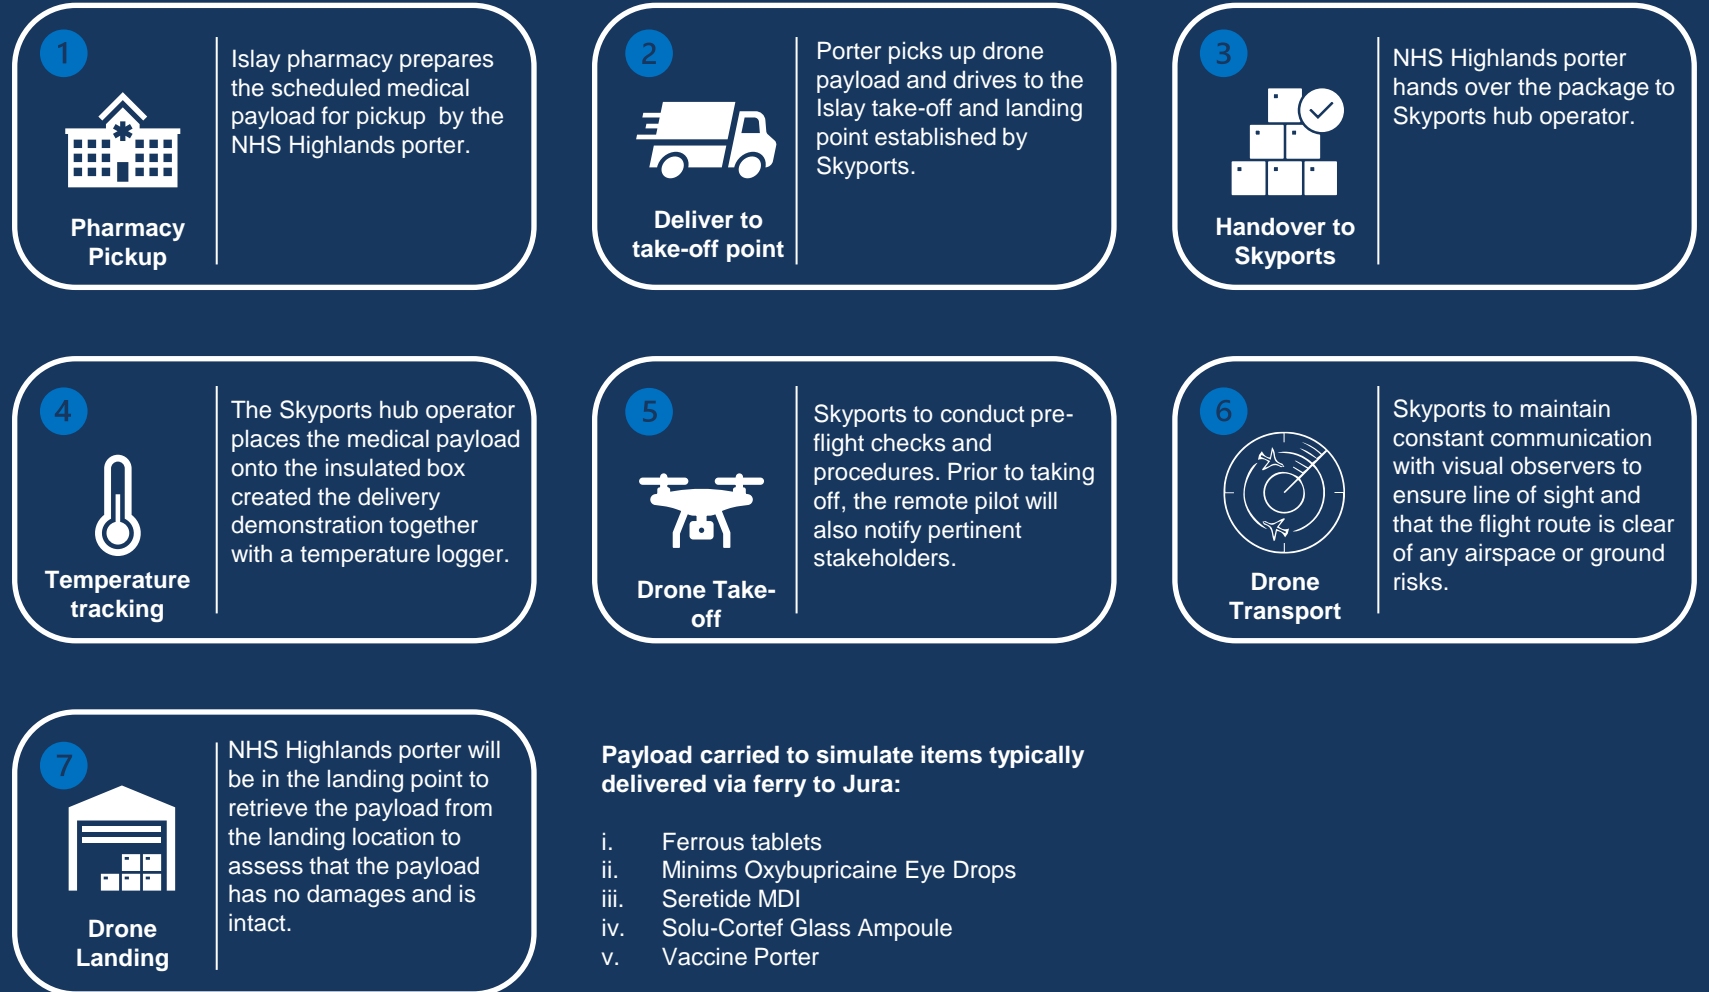 1
Islay pharmacy prepares
the scheduled medical
payload for pickup  by the
NHS Highlands porter.
Pharmacy
Pickup
2
Porter picks up drone
payload and drives to the
Islay take-off and landing
point established by
Skyports.
Deliver to
take-off point
3
NHS Highlands porter
hands over the package to
Skyports hub operator.
Handover to
Skyports
4
The Skyports hub operator
places the medical payload
onto the insulated box
created the delivery
demonstration together
with a temperature logger.
Temperature
tracking
5
Skyports to conduct pre-
flight checks and
procedures. Prior to taking
off, the remote pilot will
also notify pertinent
stakeholders.
Drone Take-
off
6
Skyports to maintain
constant communication
with visual observers to
ensure line of sight and
that the flight route is clear
of any airspace or ground
risks.
Drone
Transport
7
NHS Highlands porter will
be in the landing point to
retrieve the payload from
the landing location to
assess that the payload
has no damages and is
intact.
Drone
Landing
Payload carried to simulate items typically
delivered via ferry to Jura:
i. Ferrous tablets
ii. Minims Oxybupricaine Eye Drops
iii. Seretide MDI
iv. Solu-Cortef Glass Ampoule
v. Vaccine Porter